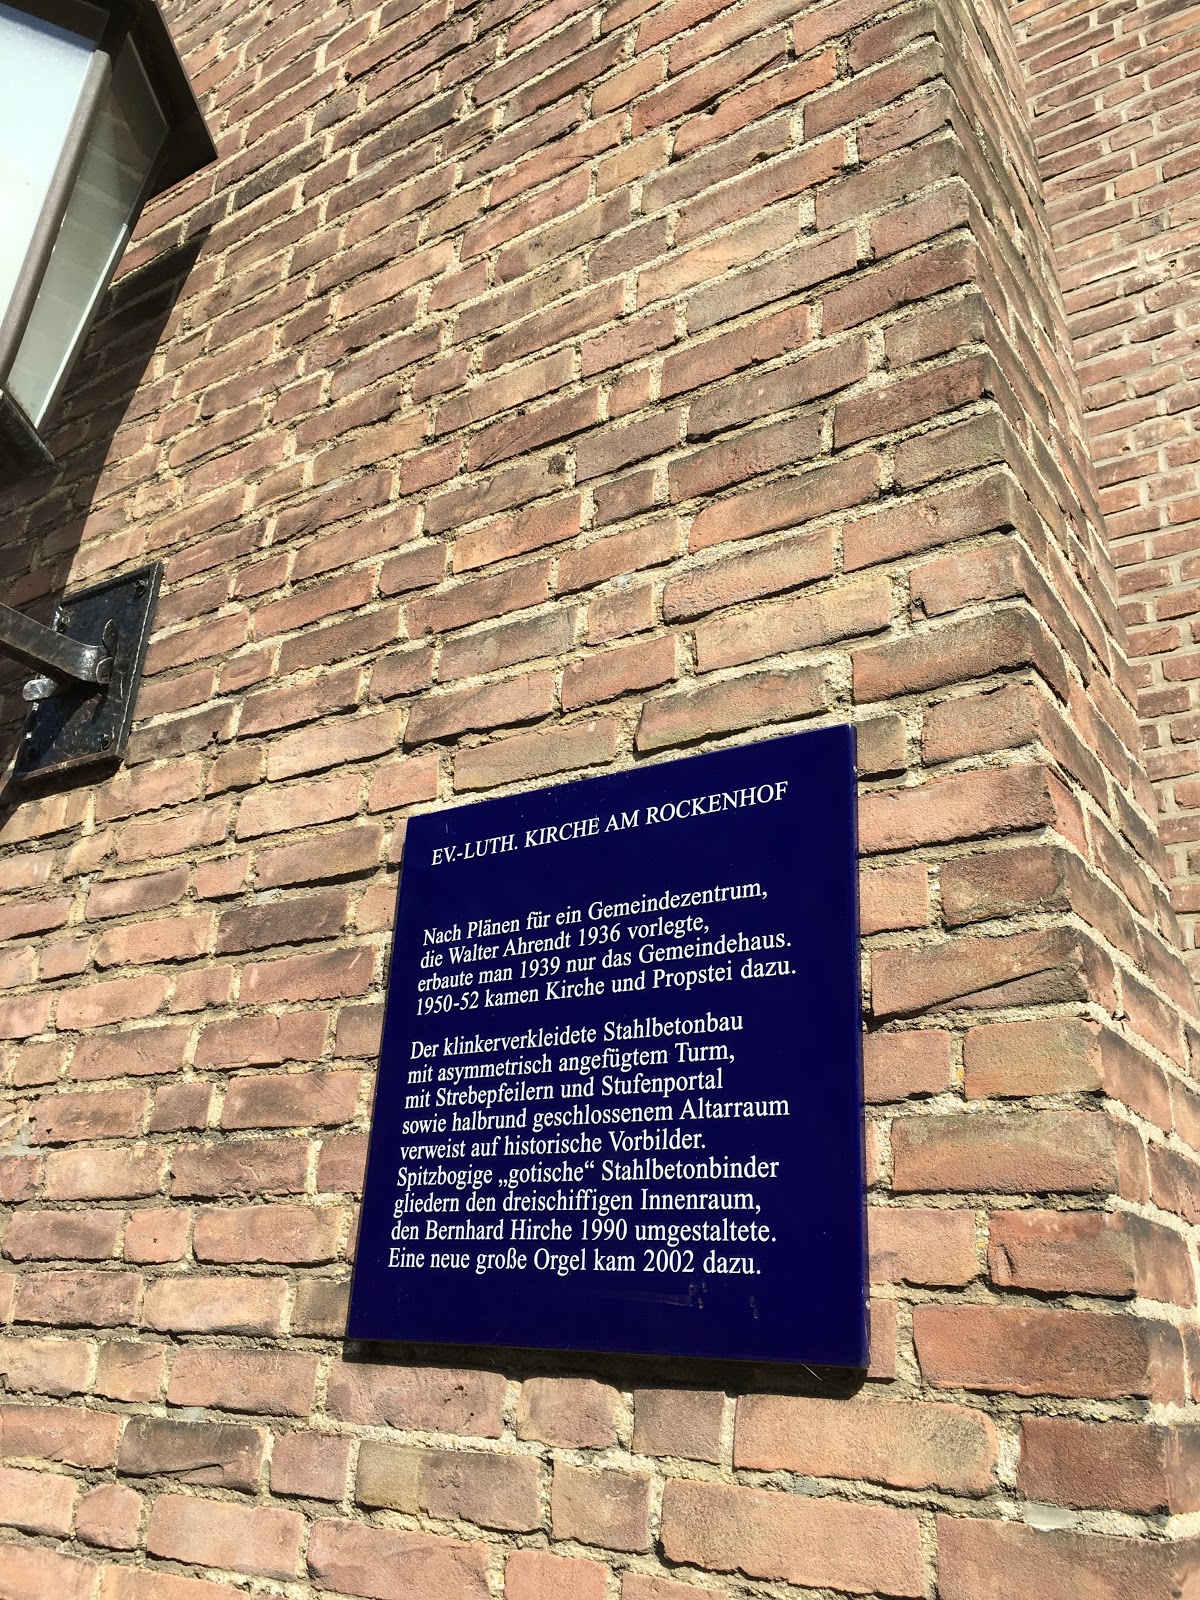 EV.-LUTH. KIRCHE AM ROCKENHOF
Nach Plänen für ein Gemeindezentrum,
die Walter Ahrendt 1936 vorlegte,
erbaute man 1939 nur das Gemeindehaus.
1950-52 kamen Kirche und Propstei dazu.
Der klinkerverkleidete Stahlbetonbau
mit asymmetrisch angefügtem Turm,
mit Strebepfeilern und Stufenportal
sowie halbrund geschlossenem Altarraum
verweist auf historische Vorbilder.
Spitzbogige „gotische“ Stahlbetonbinder
gliedern den dreischiffigen Innenraum,
den Bernhard Hirche 1990 umgestaltete.
Eine neue große Orgel kam 2002 dazu.